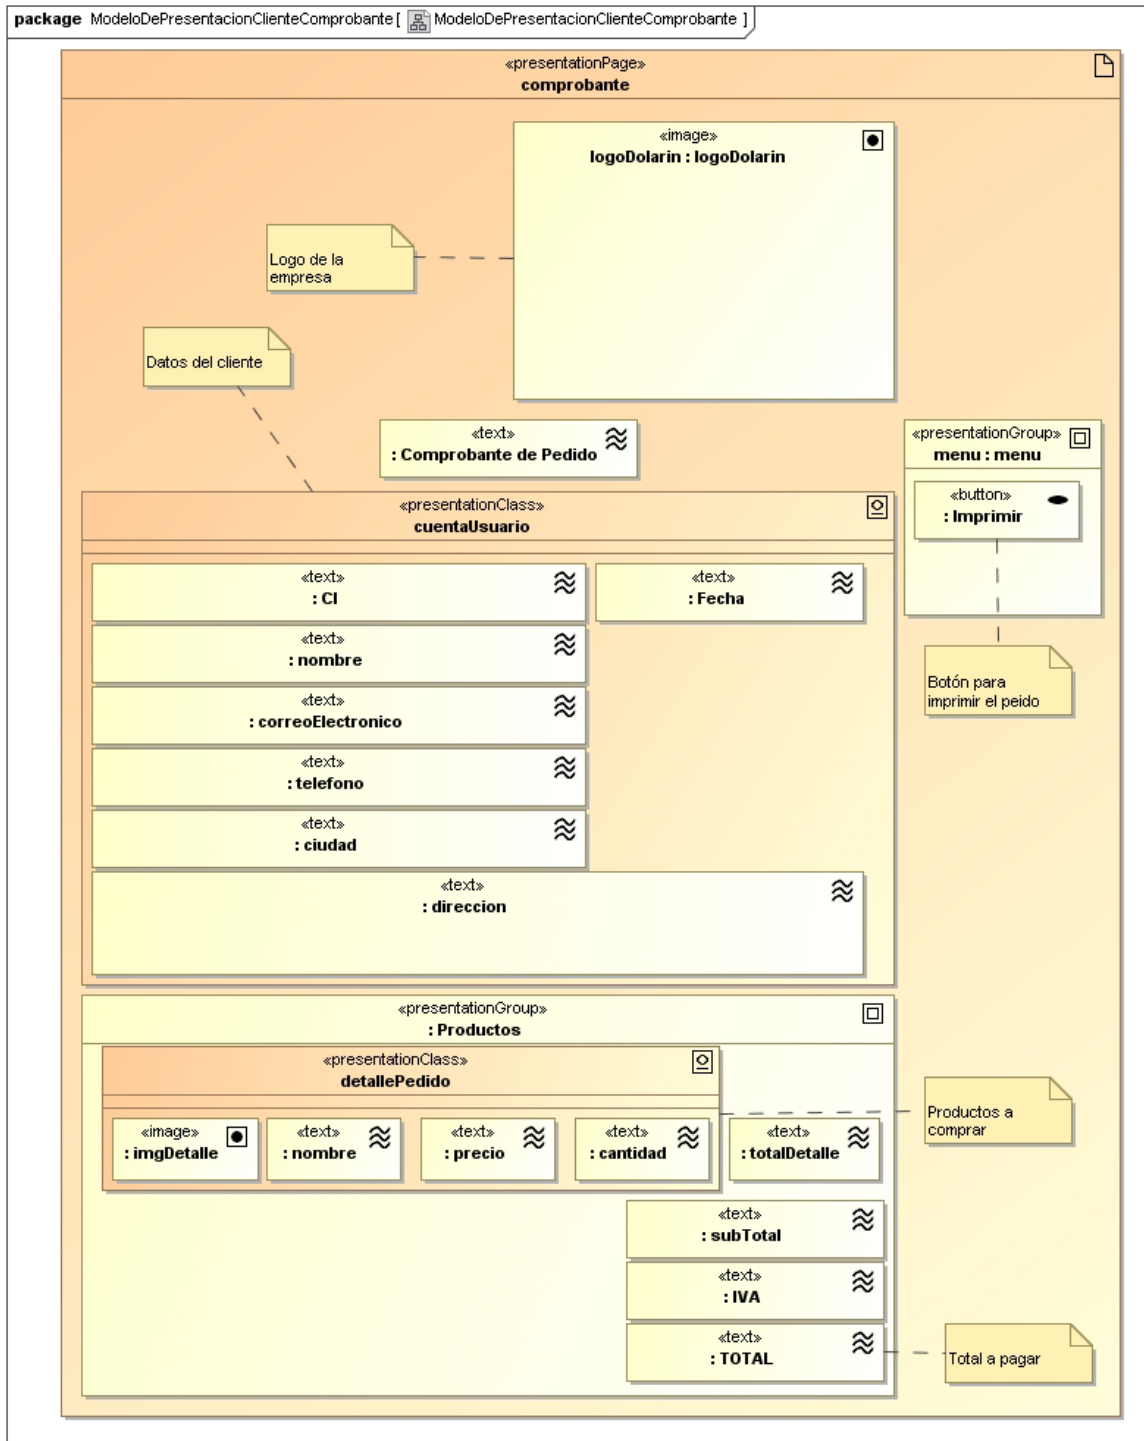 package ModeloDePresentacionClienteComprobante [ ModeloDePresentacionClienteComprobante ]
«presentationPage»
comprobante
«image»
logoDolarin : logoDolarin
Logo de la
empresa
Datos del cliente
«text»
: Comprobante de Pedido
«presentationGroup»
menu : menu
«button»
: Imprimir
Botón para
imprimir el peido
«presentationClass»
cuentaUsuario
«text»
: CI
«text»
: Fecha
«text»
: nombre
«text»
: correoElectronico
«text»
: telefono
«text»
: ciudad
«text»
: direccion
«presentationGroup»
: Productos
«presentationClass»
detallePedido
«image»
: imgDetalle
«text»
: nombre
«text»
: precio
«text»
: cantidad
«text»
: totalDetalle
Productos a
comprar
«text»
: subTotal
«text»
: IVA
«text»
: TOTAL
Total a pagar